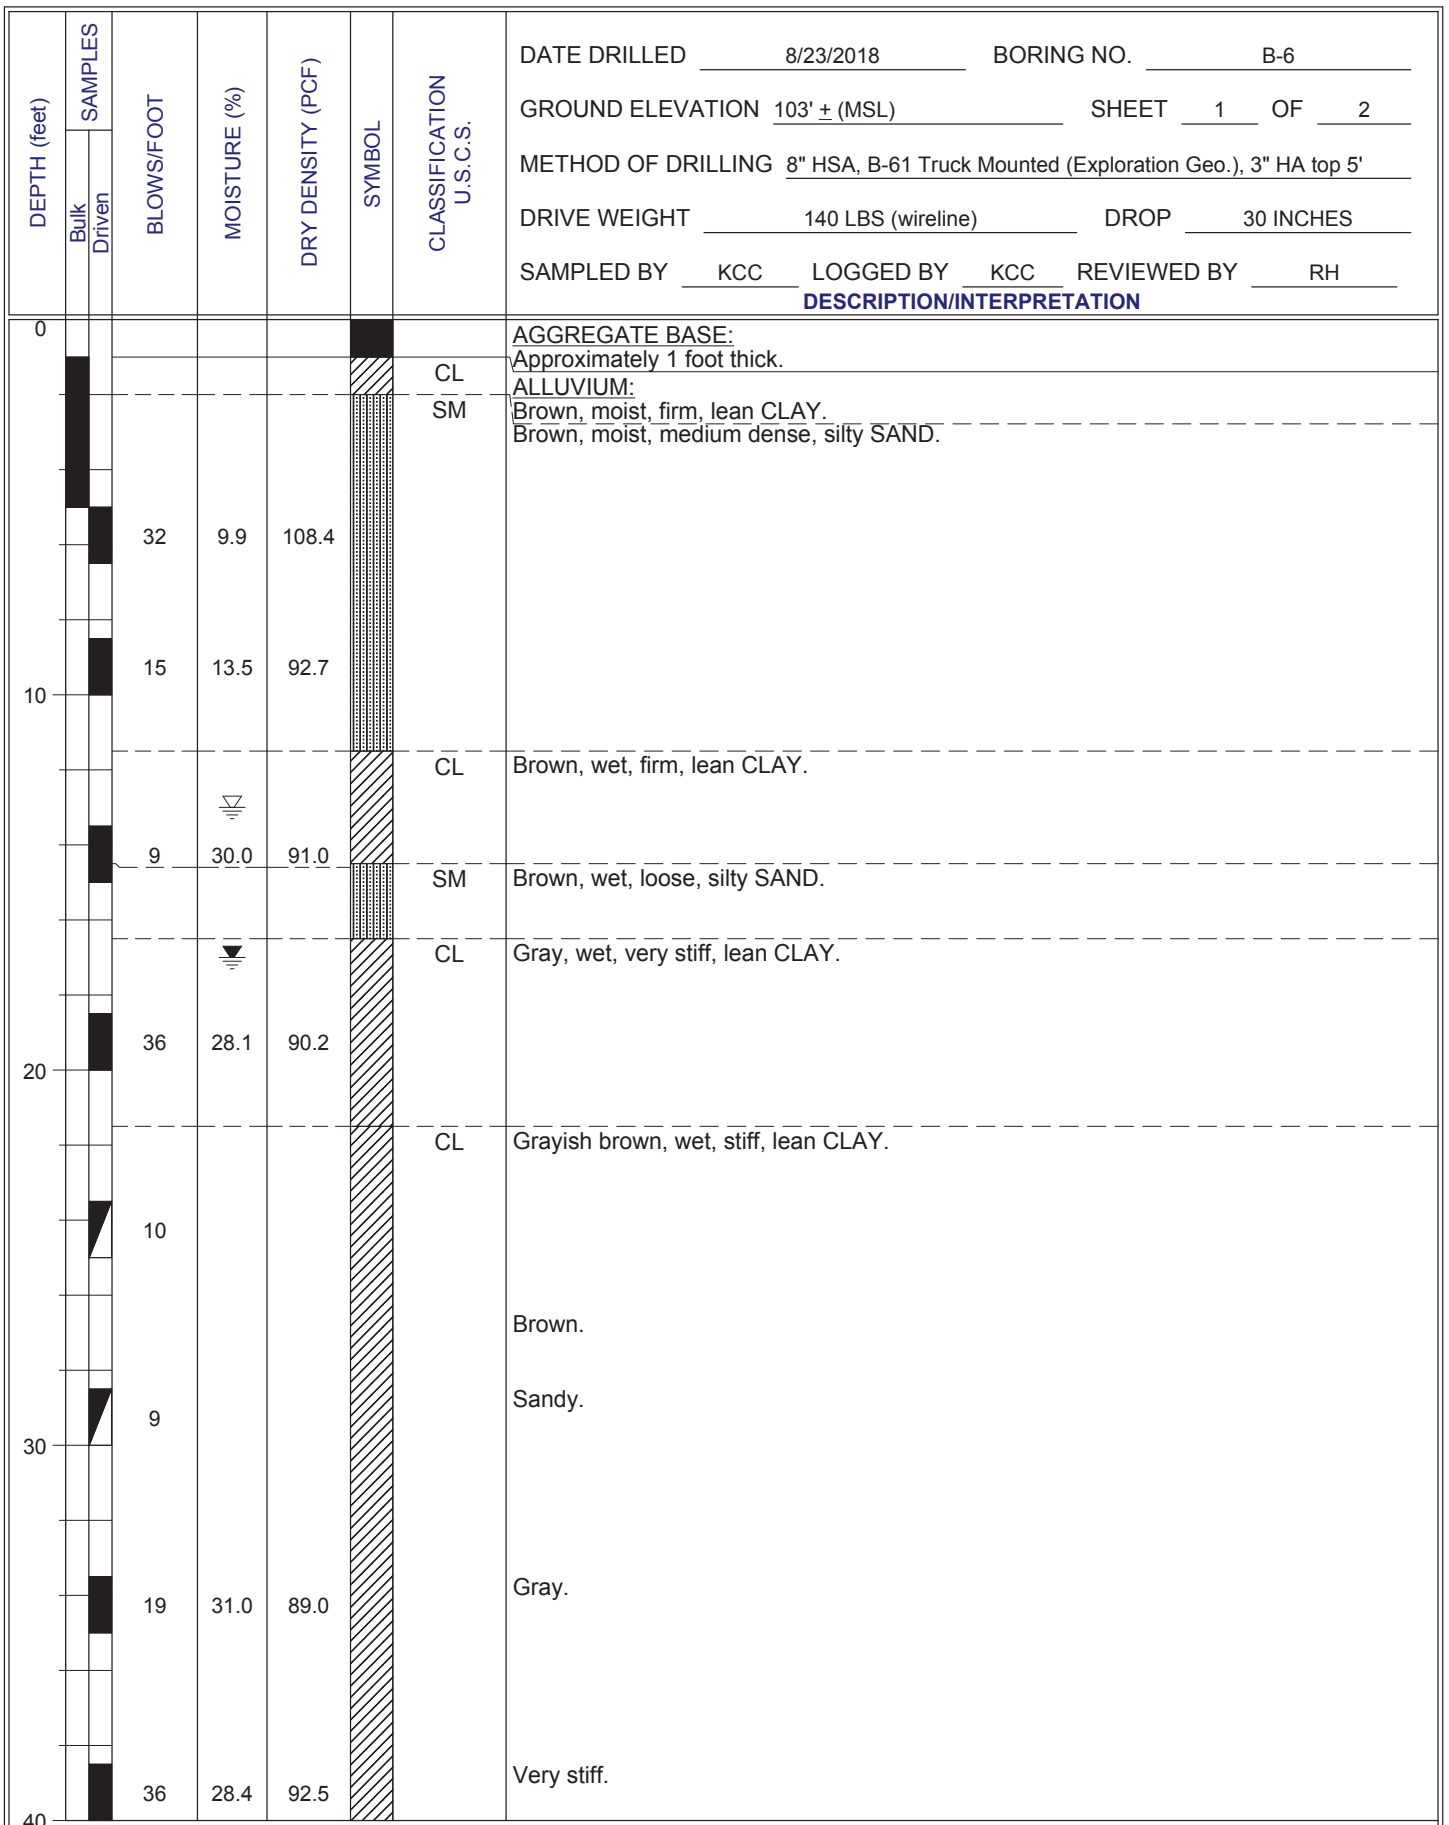 DEPTH (feet)
SAMPLES
Bulk
Driven
BLOWS/FOOT
MOISTURE (%)
DRY DENSITY (PCF)
SYMBOL
CLASSIFICATION
U.S.C.S.
DATE DRILLED 8/23/2018 BORING NO. B-6
GROUND ELEVATION 103' ± (MSL) SHEET 1 OF 2
METHOD OF DRILLING 8" HSA, B-61 Truck Mounted (Exploration Geo.), 3" HA top 5'
DRIVE WEIGHT 140 LBS (wireline) DROP 30 INCHES
SAMPLED BY KCC LOGGED BY KCC REVIEWED BY RH
DESCRIPTION/INTERPRETATION
0 AGGREGATE BASE:
Approximately 1 foot thick.
CL ALLUVIUM:
SM Brown, moist, firm, lean CLAY.
Brown, moist, medium dense, silty SAND.
32 9.9 108.4
15 13.5 92.7
10
CL Brown, wet, firm, lean CLAY.
9 30.0 91.0
SM Brown, wet, loose, silty SAND.
CL Gray, wet, very stiff, lean CLAY.
36 28.1 90.2
20
CL Grayish brown, wet, stiff, lean CLAY.
10
Brown.
Sandy.
9
30
Gray.
19 31.0 89.0
Very stiff.
36 28.4 92.5
40